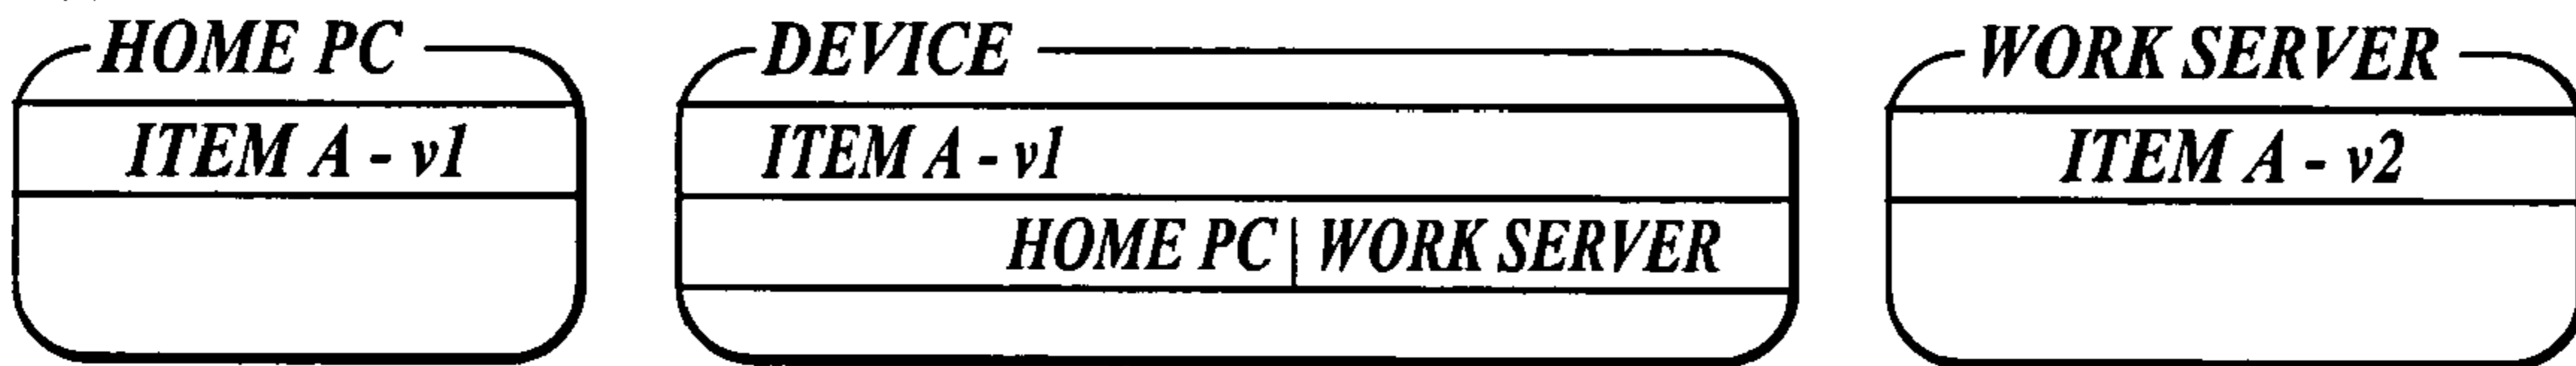 HOME PC
ITEM A - v1
DEVICE
ITEM A - v1
HOME PC | WORK SERVER
WORK SERVER
ITEM A - v2